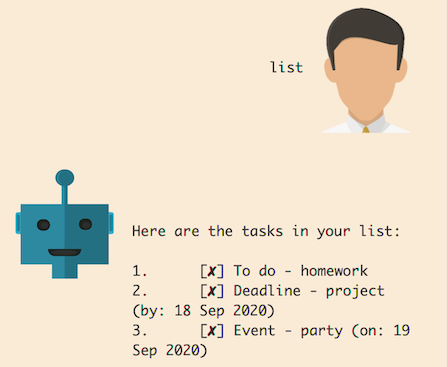 list
Here are the tasks in your list:
1. [✘] To do - homework
2. [✘] Deadline - project
(by: 18 Sep 2020)
3. [✘] Event - party (on: 19
Sep 2020)